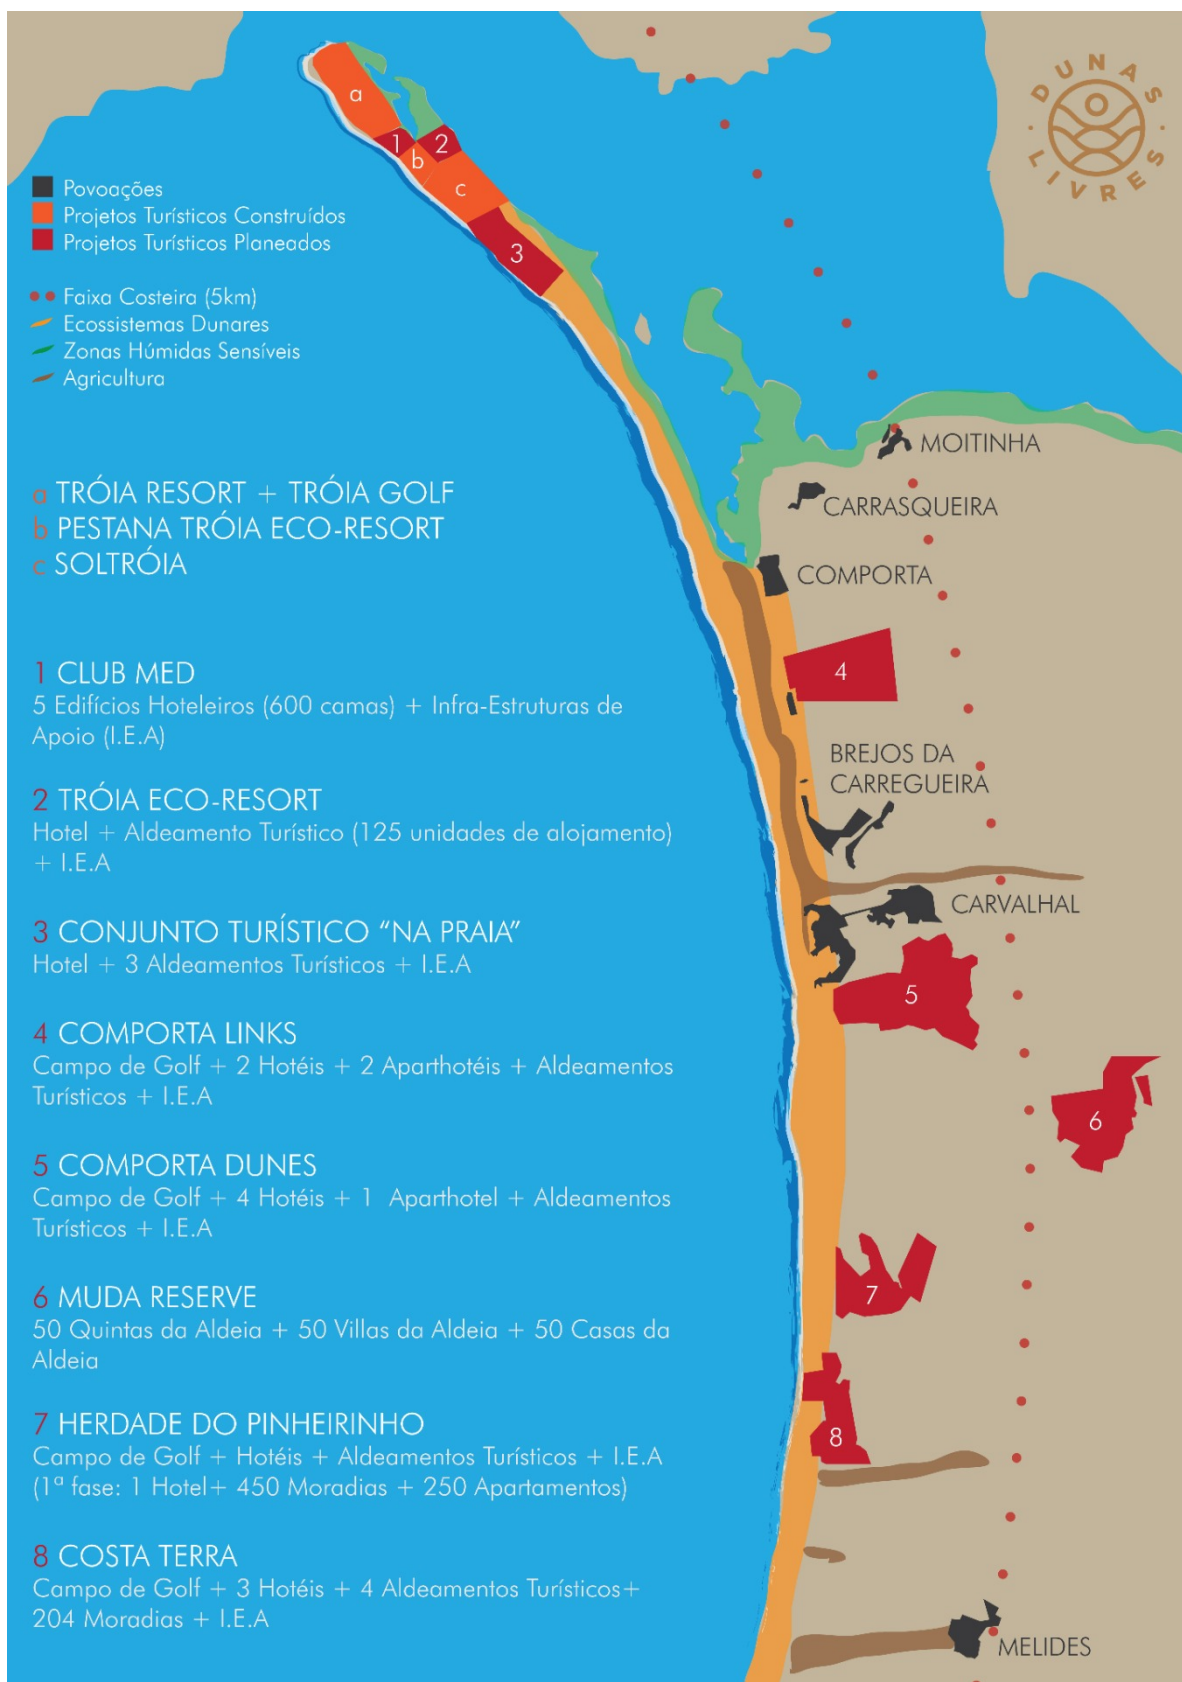 DUNAS LIVRES
a
1
2
b
c
3
Povoações
Projetos Turísticos Construídos
Projetos Turísticos Planeados
Faixa Costeira (5km)
Ecossistemas Dunares
Zonas Húmidas Sensíveis
Agricultura
MOITINHA
CARRASQUEIRA
COMPORTA
4
BREJOS DA
CARREGUEIRA
CARVALHAL
5
6
7
8
MELIDES
a TRÓIA RESORT + TRÓIA GOLF
b PESTANA TRÓIA ECO-RESORT
c SOLTRÓIA
1 CLUB MED
5 Edifícios Hoteleiros (600 camas) + Infra-Estruturas de
Apoio (I.E.A)
2 TRÓIA ECO-RESORT
Hotel + Aldeamento Turístico (125 unidades de alojamento)
+ I.E.A
3 CONJUNTO TURÍSTICO “NA PRAIA”
Hotel + 3 Aldeamentos Turísticos + I.E.A
4 COMPORTA LINKS
Campo de Golf + 2 Hotéis + 2 Aparthotéis + Aldeamentos
Turísticos + I.E.A
5 COMPORTA DUNES
Campo de Golf + 4 Hotéis + 1 Aparthotel + Aldeamentos
Turísticos + I.E.A
6 MUDA RESERVE
50 Quintas da Aldeia + 50 Villas da Aldeia + 50 Casas da
Aldeia
7 HERDADE DO PINHEIRINHO
Campo de Golf + Hotéis + Aldeamentos Turísticos + I.E.A
(1ª fase: 1 Hotel+ 450 Moradias + 250 Apartamentos)
8 COSTA TERRA
Campo de Golf + 3 Hotéis + 4 Aldeamentos Turísticos+
204 Moradias + I.E.A